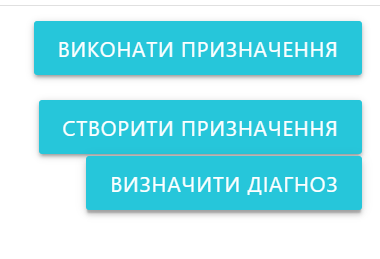 ВИКОНАТИ ПРИЗНАЧЕННЯ
СТВОРИТИ ПРИЗНАЧЕННЯ
ВИЗНАЧИТИ ДІАГНОЗ